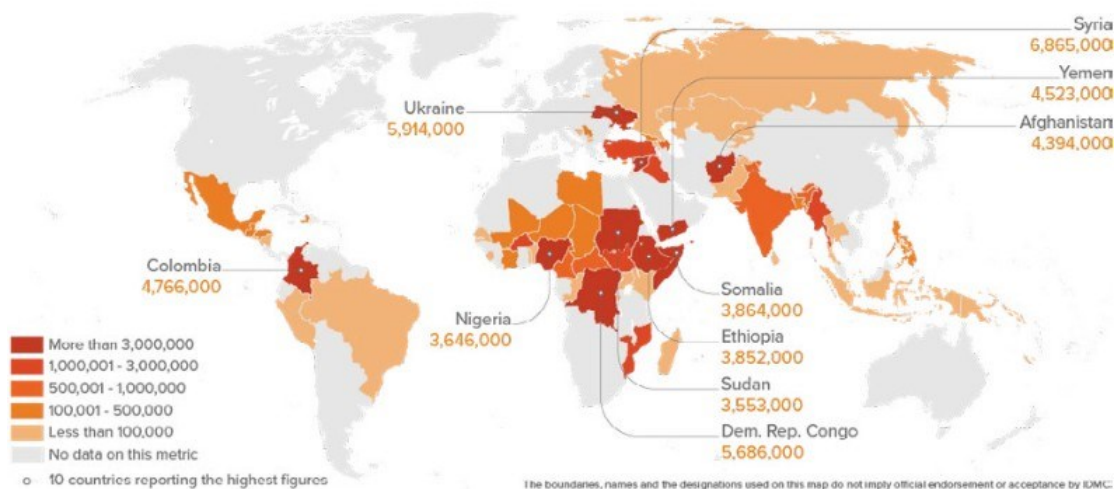 Syria
6,865,000
Yemen
4,523,000
Ukraine
5,914,000
Afghanistan
4,394,000
Colombia
4,766,000
Nigeria
3,646,000
Somalia
3,864,000
Ethiopia
3,852,000
Sudan
3,553,000
Dem. Rep. Congo
5,686,000
More than 3,000,000
1,000,001 - 3,000,000
500,001 - 1,000,000
100,001 - 500,000
Less than 100,000
No data on this metric
10 countries reporting the highest figures
The boundaries, names and the designations used on this map do not imply official endorsement or acceptance by IDMC.